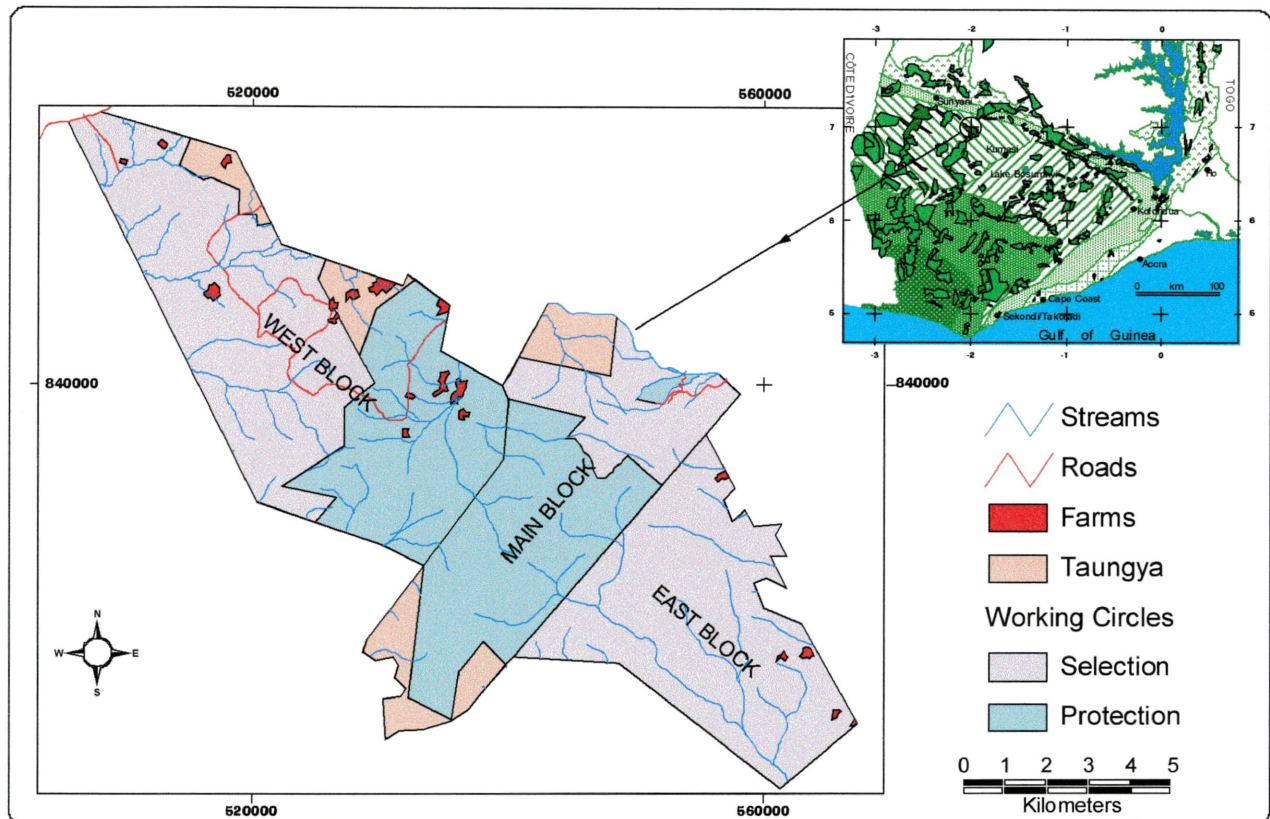 520000
560000
840000
840000
520000
560000
WEST BLOCK
MAIN BLOCK
EAST BLOCK
N
W
E
S
-3
-2
-1
0
CÔTE D'IVOIRE
TOGO
Sunyani
7
7
Kumasi
Ho
6
6
Koforidua
Accra
0 km 100
Cape Coast
Sekondi/Takoradi
5
Gulf of Guinea
-3
-2
-1
0
Streams
Roads
Farms
Taungya
Working Circles
Selection
Protection
0 1 2 3 4 5
Kilometers